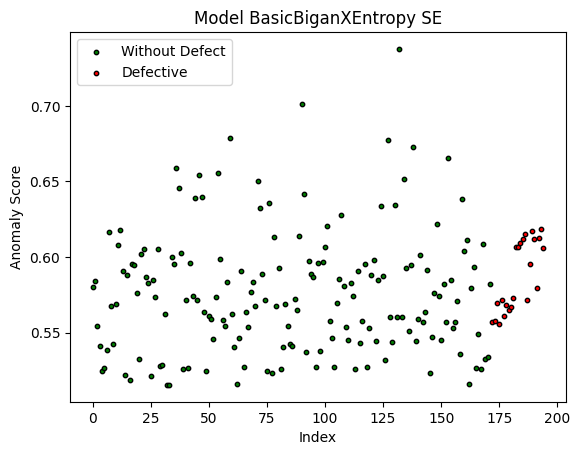 Model BasicBiganXEntropy SE
Without Defect
Defective
Anomaly Score
0.70
0.65
0.60
0.55
0 25 50 75 100 125 150 175 200
Index